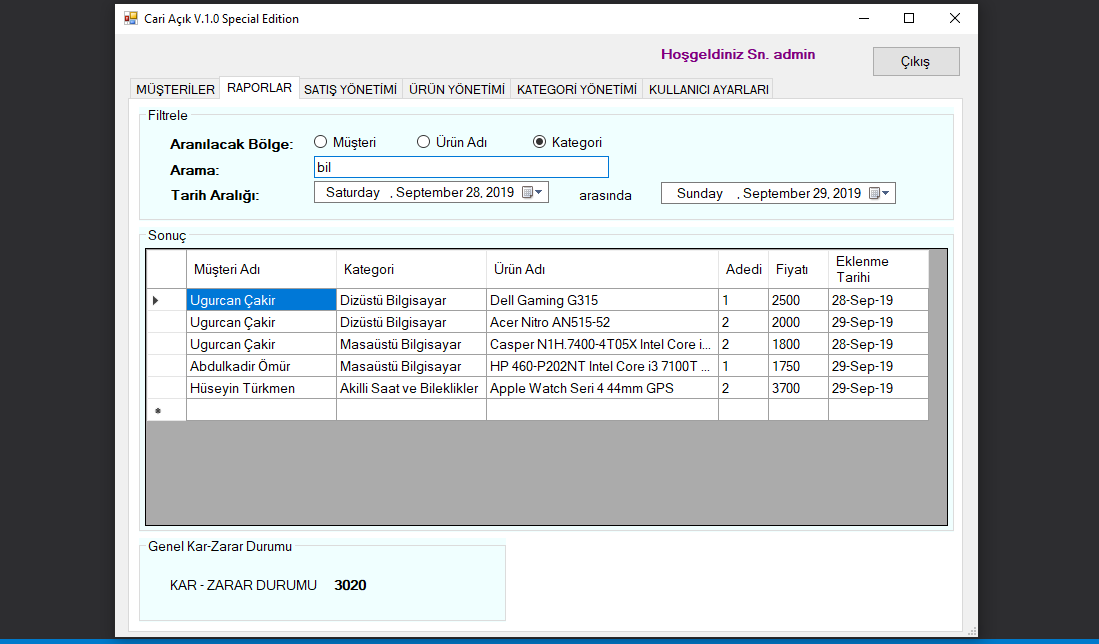 Cari Açık V.1.0 Special Edition
Hoşgeldiniz Sn. admin
Çıkış
MÜŞTERİLER RAPORLAR SATIŞ YÖNETİMİ ÜRÜN YÖNETİMİ KATEGORİ YÖNETİMİ KULLANICI AYARLARI
Filtrele
Aranılacak Bölge: Müşteri Ürün Adı Kategori
Arama: bil
Tarih Aralığı: Saturday , September 28, 2019 arasında Sunday , September 29, 2019
Sonuç
Müşteri Adı Kategori Ürün Adı Adedi Fiyatı Eklenme
Tarihi
Ugurcan Çakir Dizüstü Bilgisayar Dell Gaming G315 1 2500 28-Sep-19
Ugurcan Çakir Dizüstü Bilgisayar Acer Nitro AN515-52 2 2000 29-Sep-19
Ugurcan Çakir Masaüstü Bilgisayar Casper N1H.7400-4T05X Intel Core i... 2 1800 28-Sep-19
Abdulkadir Ömür Masaüstü Bilgisayar HP 460-P202NT Intel Core i3 7100T ... 1 1750 29-Sep-19
Hüseyin Türkmen Akilli Saat ve Bileklikler Apple Watch Seri 4 44mm GPS 2 3700 29-Sep-19
Genel Kar-Zarar Durumu
KAR - ZARAR DURUMU 3020